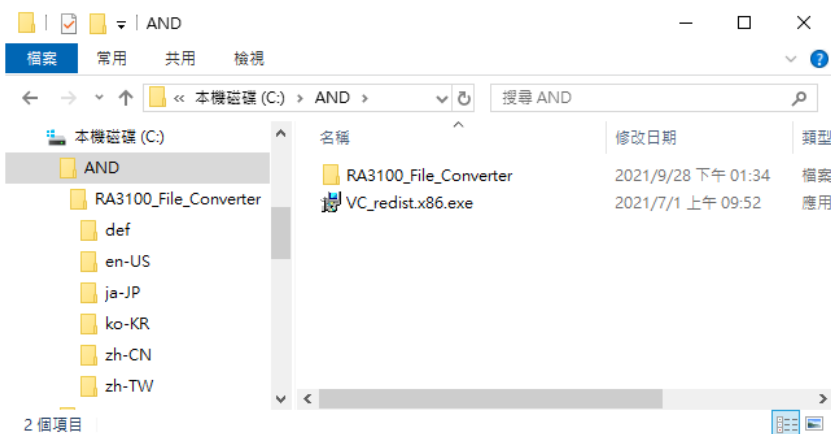 AND
檔案 常用 共用 檢視
« 本機磁碟 (C:) > AND > 搜尋 AND
本機磁碟 (C:)
AND
RA3100_File_Converter
def
en-US
ja-JP
ko-KR
zh-CN
zh-TW
名稱 修改日期 類型
RA3100_File_Converter 2021/9/28 下午 01:34 檔案
VC_redist.x86.exe 2021/7/1 上午 09:52 應用
2 個項目